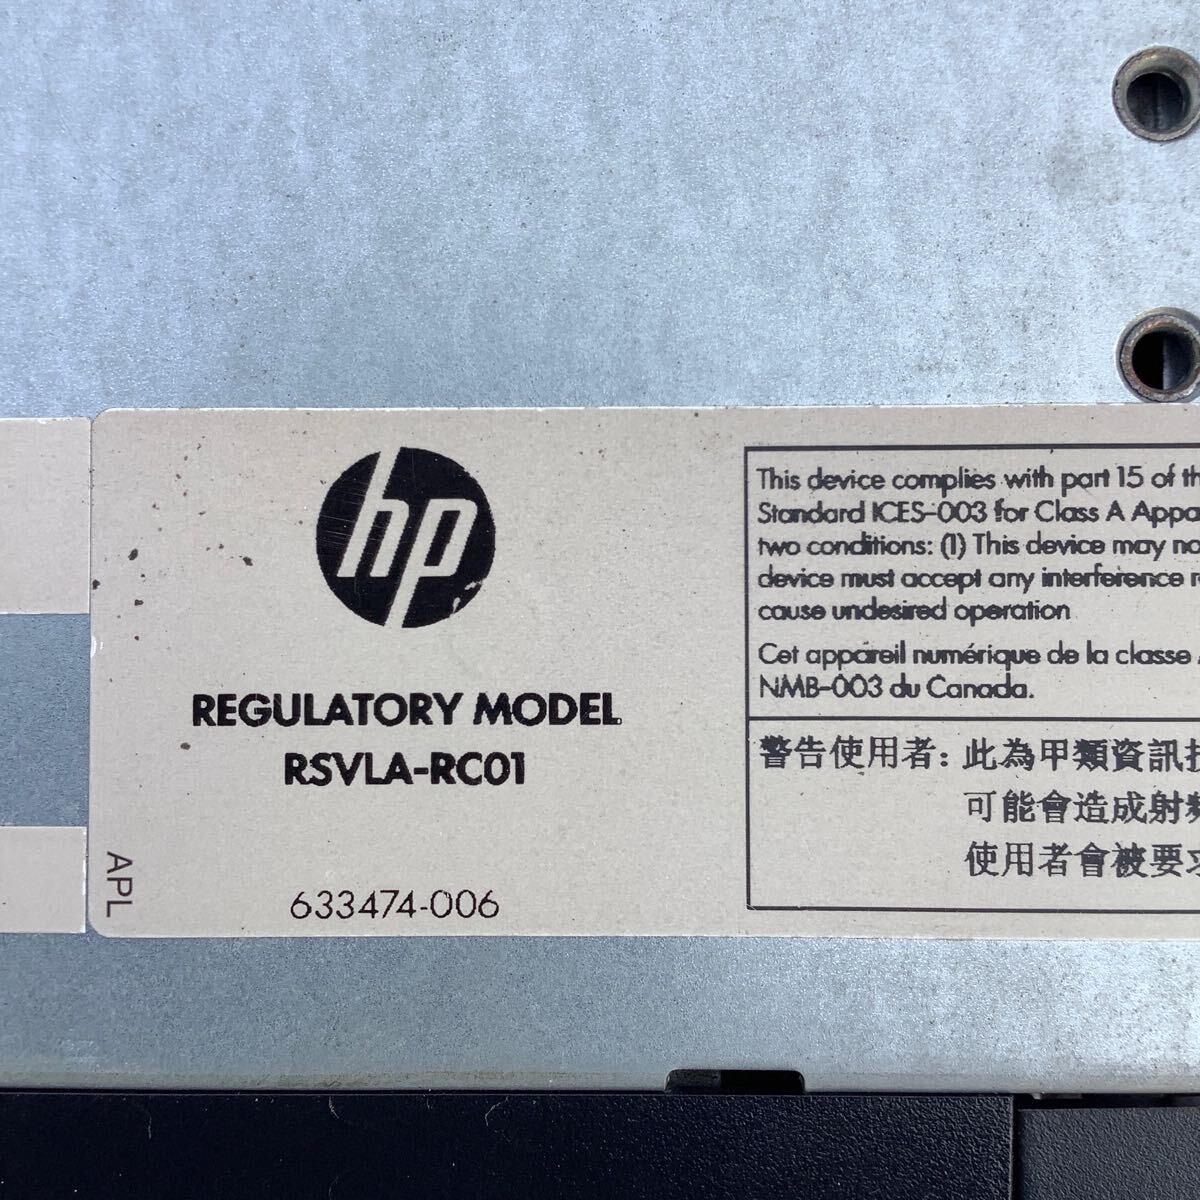 hp
REGULATORY MODEL
RSVLA-RC01
633474-006
APL
This device complies with part 15 of
Standard ICES-003 for Class A
two conditions: (1) This device may
device must accept any interference
cause undesired operation
Cet appareil numérique de la classe
NMB-003 du Canada.
警告使用者: 此為甲類資訊
可能會造成射
使用者會被要